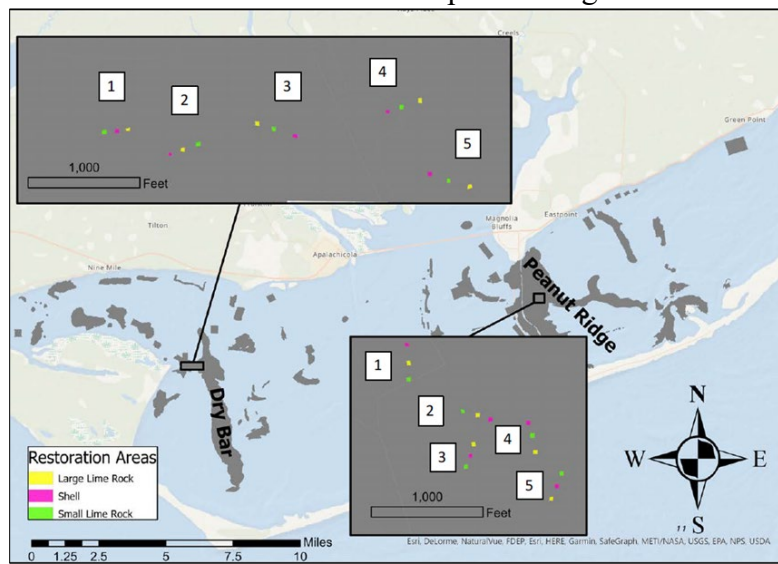 Creels
Green Point
1
2
3
4
5
1,000
Feet
Tilton
Magnolia
Bluffs
Eastpoint
Apalachicola
Nine Mile
Peanut Ridge
Dry Bar
1
2
3
4
5
1,000
Feet
Restoration Areas
Large Lime Rock
Shell
Small Lime Rock
N
W
E
S
11
Miles
0 1.25 2.5 5 7.5 10
Esri, DeLorme, NaturalVue, FDEP, Esri, HERE, Garmin, SafeGraph, METI/NASA, USGS, EPA, NPS, USDA